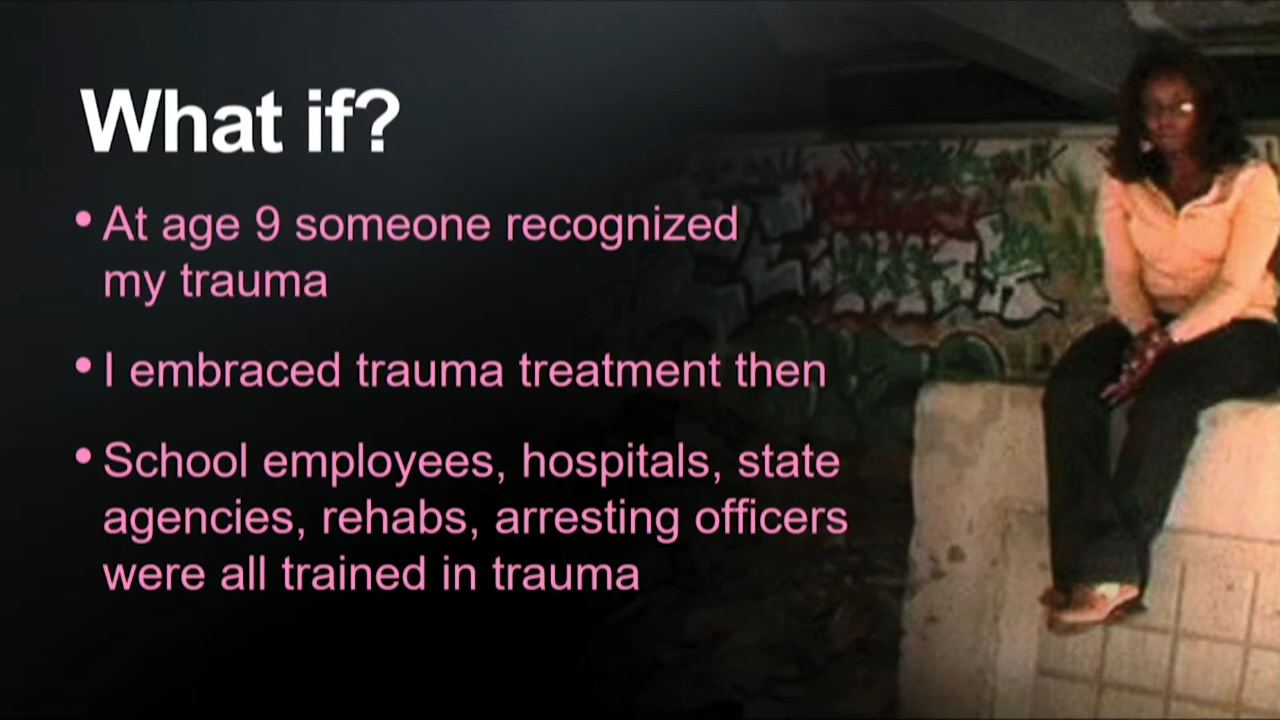 What if?
• At age 9 someone recognized
my trauma
• I embraced trauma treatment then
• School employees, hospitals, state
agencies, rehabs, arresting officers
were all trained in trauma